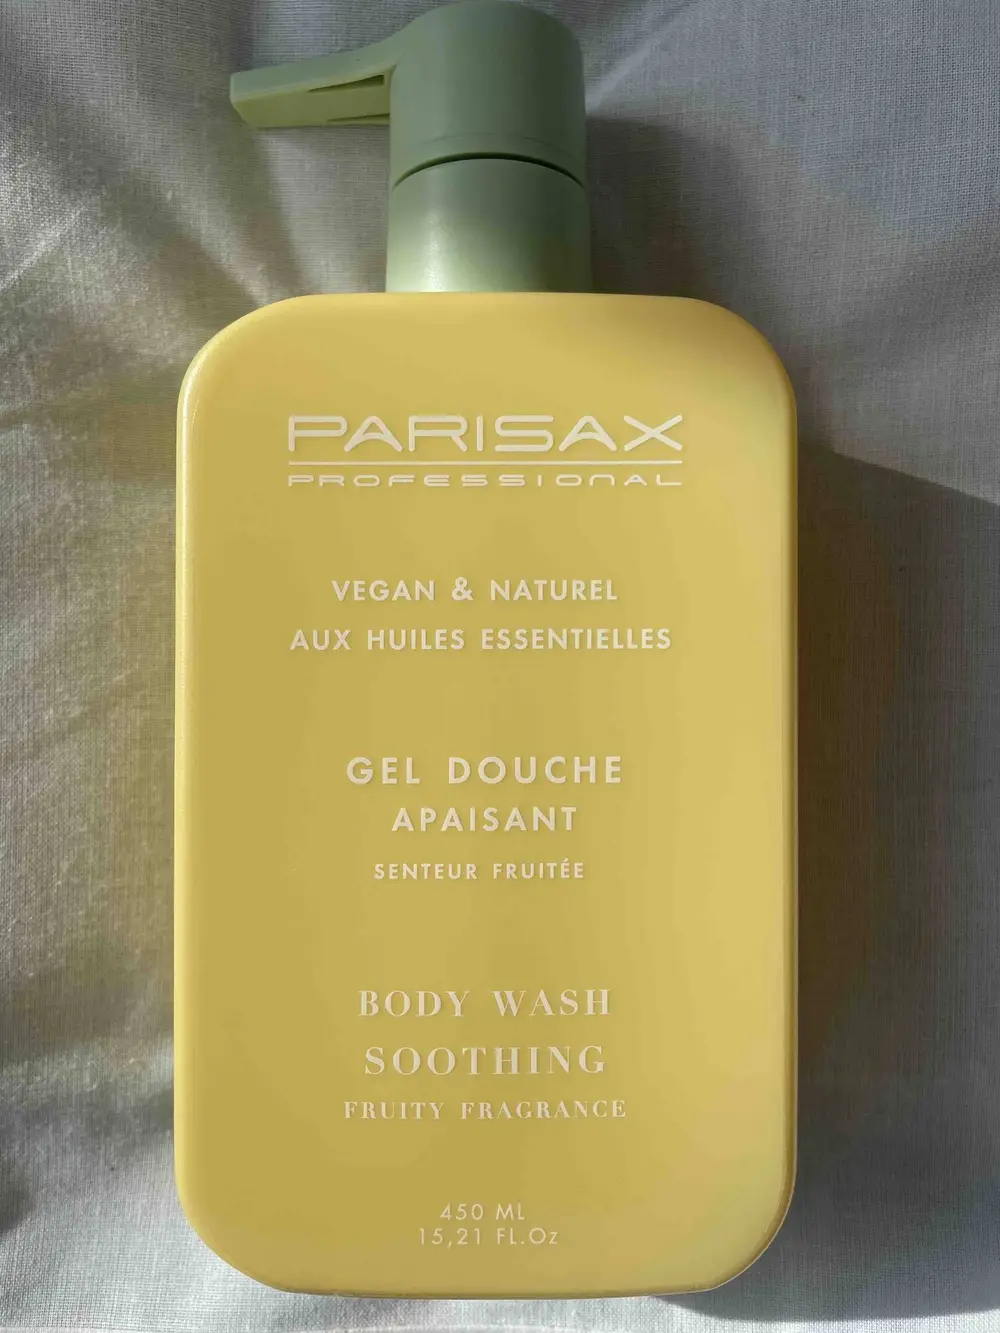 PARISAX
PROFESSIONAL
VEGAN & NATUREL
AUX HUILES ESSENTIELLES
GEL DOUCHE
APAISANT
SENTEUR FRUITÉE
BODY WASH
SOOTHING
FRUITY FRAGRANCE
450 ML
15,21 FL.Oz